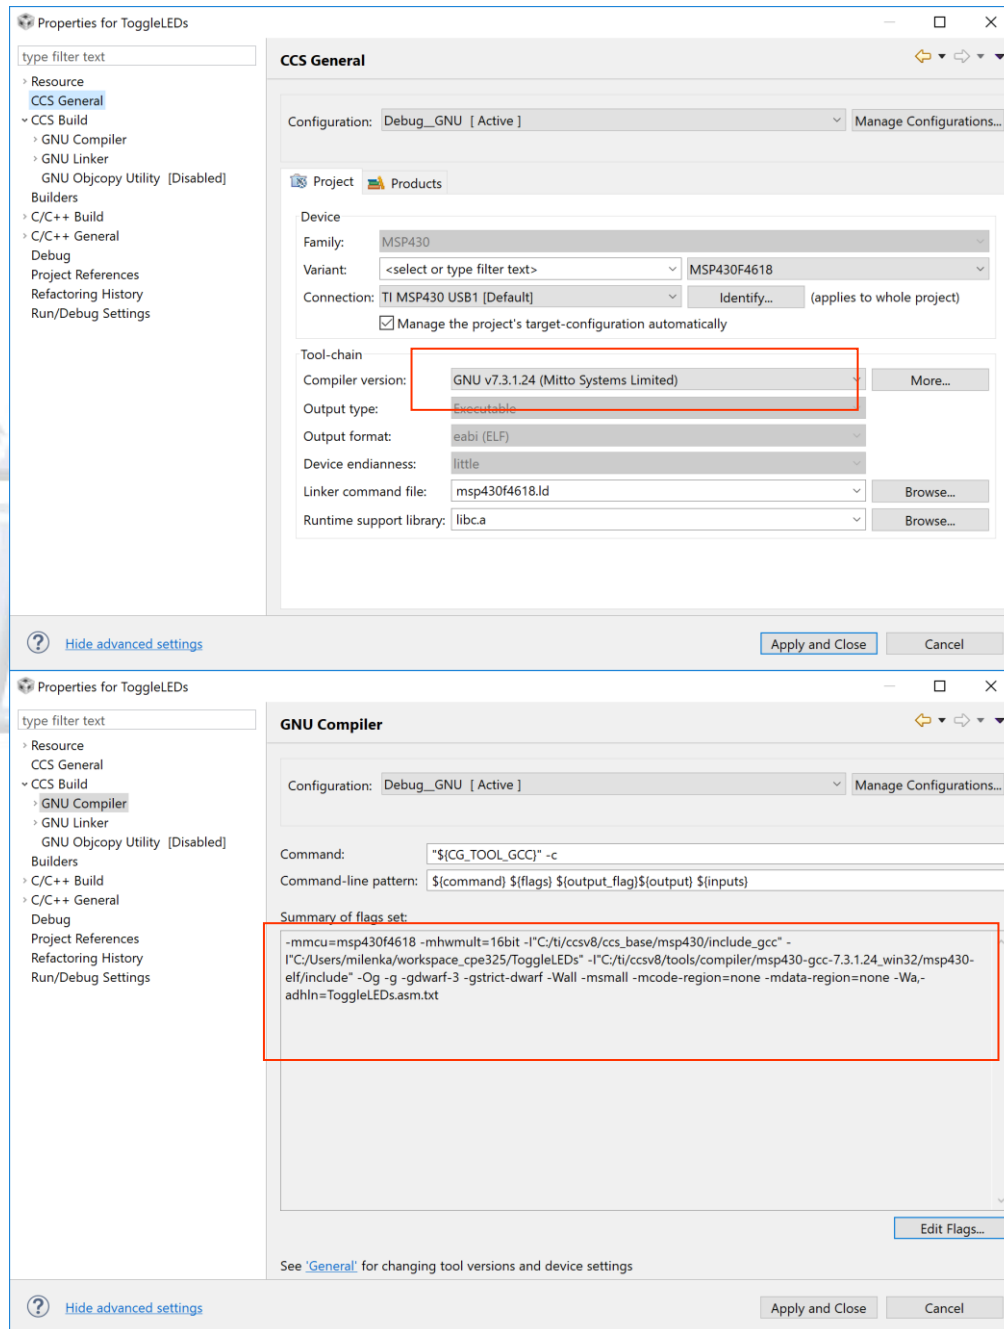 Properties for ToggleLEDs
type filter text
CCS General
Resource
CCS General
CCS Build
GNU Compiler
GNU Linker
GNU Objcopy Utility [Disabled]
Builders
C/C++ Build
C/C++ General
Debug
Project References
Refactoring History
Run/Debug Settings
Configuration: Debug__GNU [ Active ] Manage Configurations...
Project Products
Device
Family: MSP430
Variant: <select or type filter text> MSP430F4618
Connection: TI MSP430 USB1 [Default] Identify... (applies to whole project)
Manage the project's target-configuration automatically
Tool-chain
Compiler version: GNU v7.3.1.24 (Mitto Systems Limited) More...
Output type: Executable
Output format: eabi (ELF)
Device endianness: little
Linker command file: msp430f4618.ld Browse...
Runtime support library: libc.a Browse...
Hide advanced settings Apply and Close Cancel
Properties for ToggleLEDs
type filter text
GNU Compiler
Resource
CCS General
CCS Build
GNU Compiler
GNU Linker
GNU Objcopy Utility [Disabled]
Builders
C/C++ Build
C/C++ General
Debug
Project References
Refactoring History
Run/Debug Settings
Configuration: Debug__GNU [ Active ] Manage Configurations...
Command: "${CG_TOOL_GCC}" -c
Command-line pattern: ${command} ${flags} ${output_flag}${output} ${inputs}
Summary of flags set:
-mmcu=msp430f4618 -mhwmult=16bit -I"C:/ti/ccsv8/ccs_base/msp430/include_gcc" -
I"C:/Users/milenka/workspace_cpe325/ToggleLEDs" -I"C:/ti/ccsv8/tools/compiler/msp430-gcc-7.3.1.24_win32/msp430-
elf/include" -Og -g -gdwarf-3 -gstrict-dwarf -Wall -msmall -mcode-region=none -mdata-region=none -Wa,-
adhln=ToggleLEDs.asm.txt
Edit Flags...
See 'General' for changing tool versions and device settings
Hide advanced settings Apply and Close Cancel